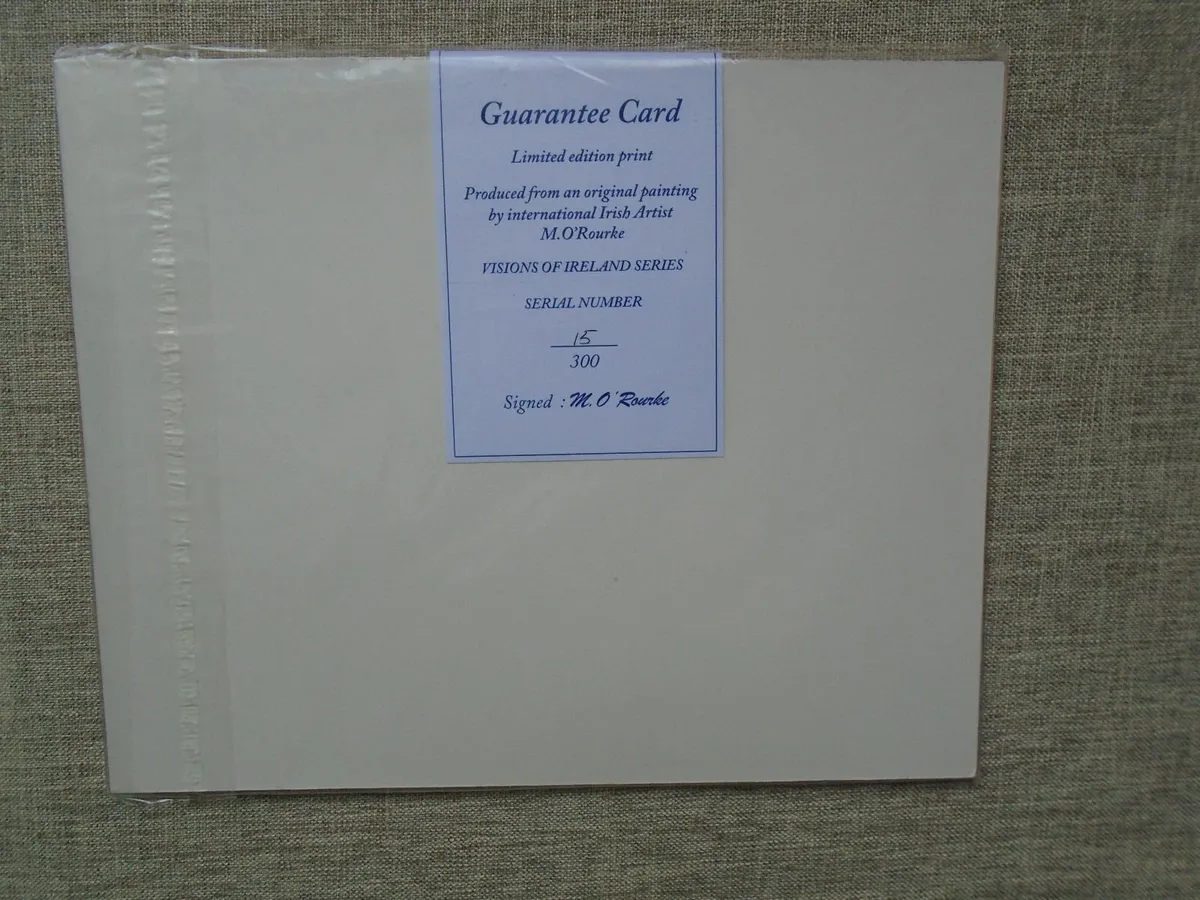 Guarantee Card
Limited edition print
Produced from an original painting
by international Irish Artist
M.O'Rourke
VISIONS OF IRELAND SERIES
SERIAL NUMBER
15
300
Signed : M. O'Rourke